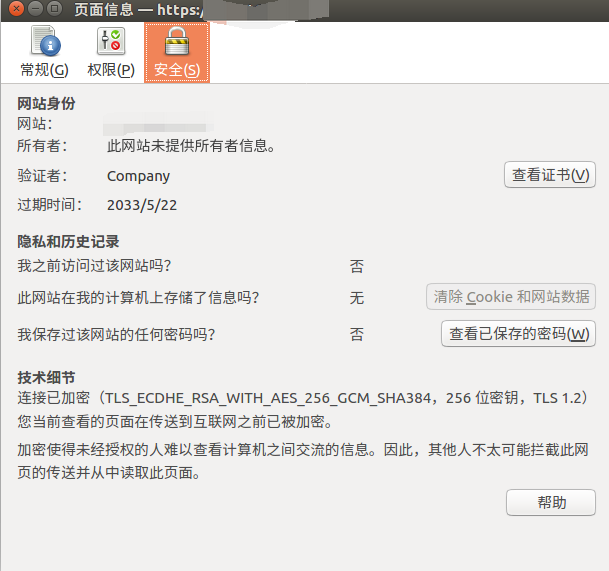 页面信息 — https:/
常规(G)
权限(P)
安全(S)
网站身份
网站：
所有者： 此网站未提供所有者信息。
验证者： Company 查看证书(V)
过期时间： 2033/5/22
隐私和历史记录
我之前访问过该网站吗？ 否
此网站在我的计算机上存储了信息吗？ 无 清除 Cookie 和网站数据
我保存过该网站的任何密码吗？ 否 查看已保存的密码(W)
技术细节
连接已加密（TLS_ECDHE_RSA_WITH_AES_256_GCM_SHA384，256 位密钥，TLS 1.2）
您当前查看的页面在传送到互联网之前已被加密。
加密使得未经授权的人难以查看计算机之间交流的信息。因此，其他人不太可能拦截此网
页的传送并从中读取此页面。
帮助